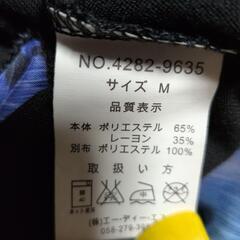 NO.4282-9635
サイズ M
品質表示
本体 ポリエステル 65%
レーヨン 35%
別布 ポリエステル 100%
取扱い方